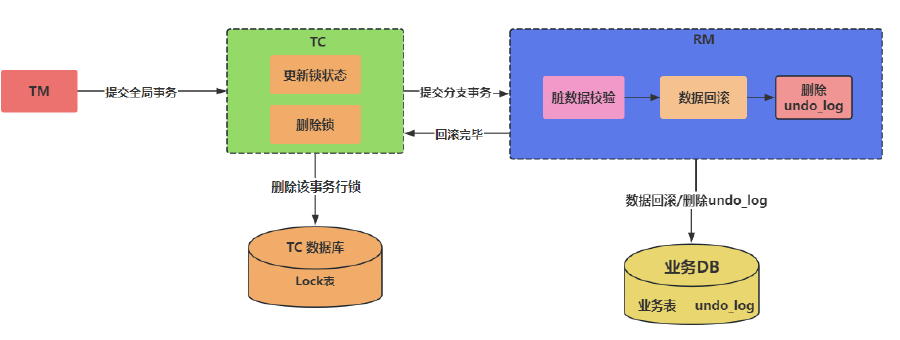 TM
提交全局事务
TC
更新锁状态
删除锁
提交分支事务
回滚完毕
RM
脏数据校验
数据回滚
删除
undo_log
删除该事务行锁
TC 数据库
Lock表
数据回滚/删除undo_log
业务DB
业务表 undo_log